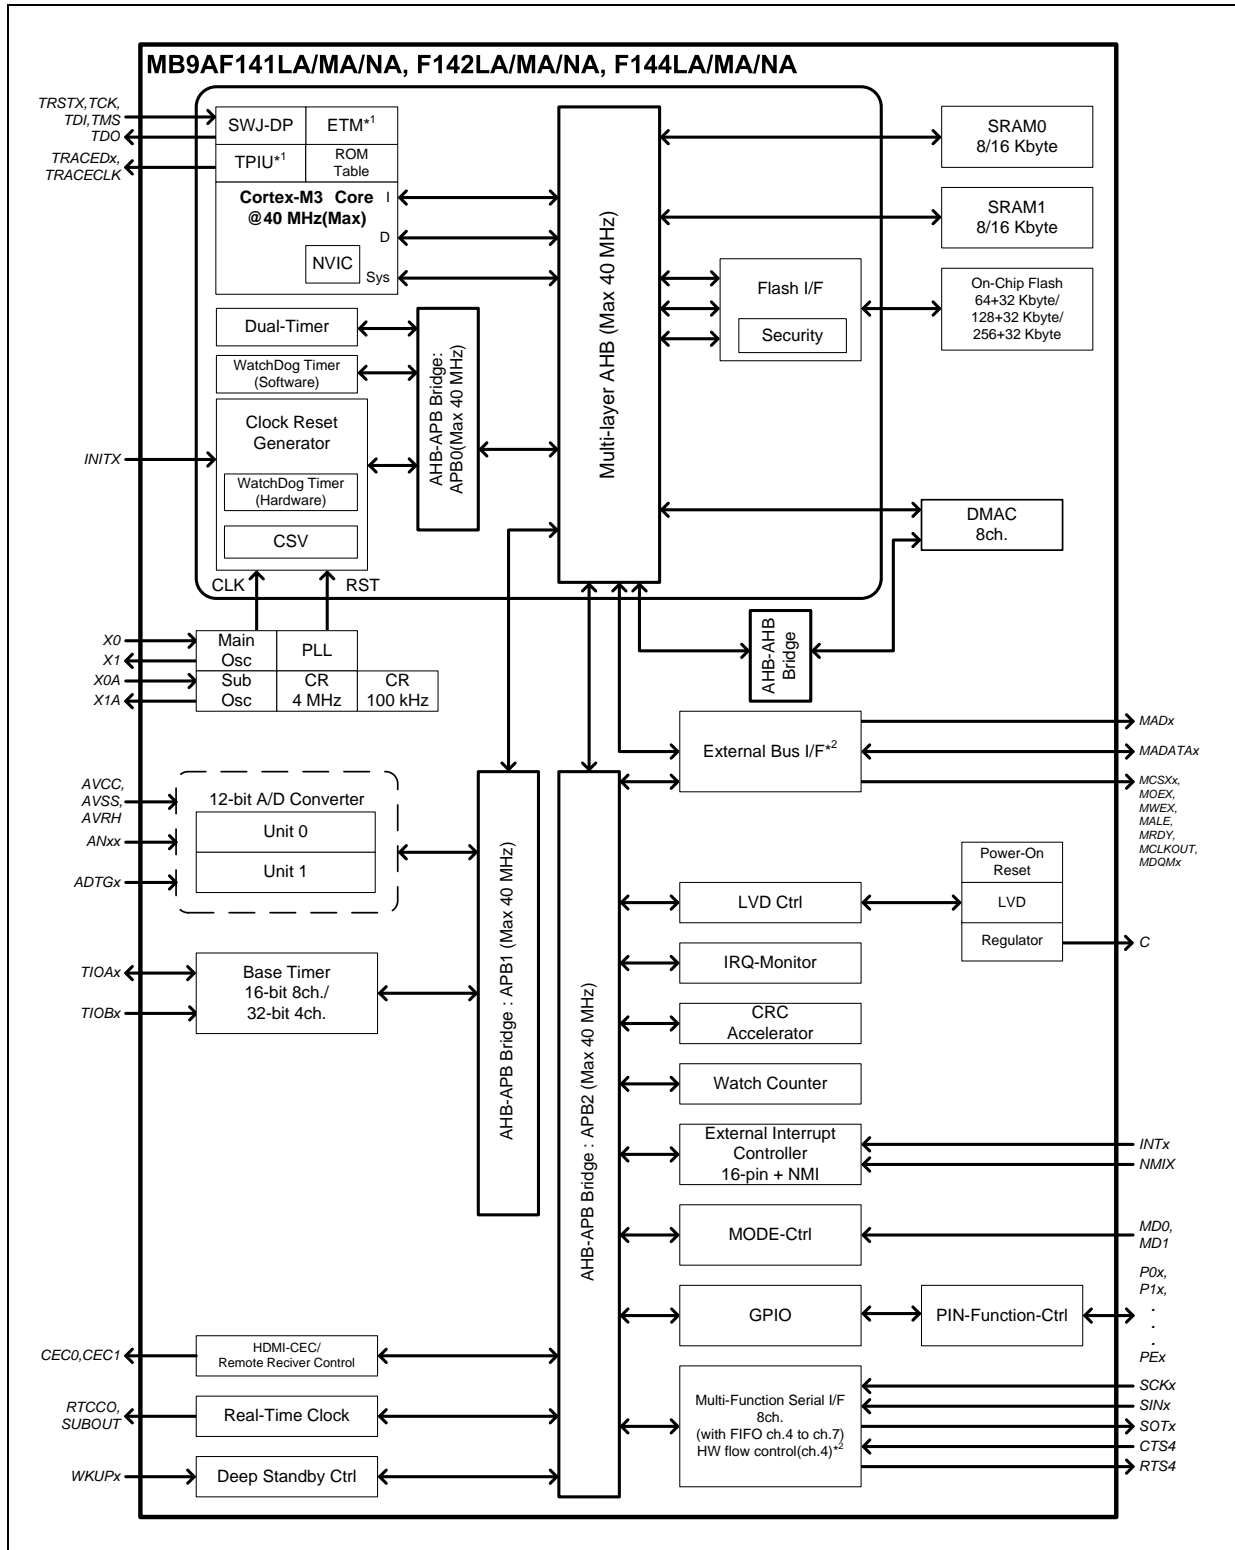 MB9AF141LA/MA/NA, F142LA/MA/NA, F144LA/MA/NA
TRSTX,TCK,
TDI,TMS
TDO
TRACEDx,
TRACECLK
SWJ-DP
ETM*1
TPIU*1
ROM
Table
Cortex-M3 Core
@40 MHz(Max)
I
D
Sys
NVIC
Dual-Timer
WatchDog Timer
(Software)
Clock Reset
Generator
WatchDog Timer
(Hardware)
CSV
INITX
CLK
RST
AHB-APB Bridge:
APB0(Max 40 MHz)
Multi-layer AHB (Max 40 MHz)
SRAM0
8/16 Kbyte
SRAM1
8/16 Kbyte
Flash I/F
Security
On-Chip Flash
64+32 Kbyte/
128+32 Kbyte/
256+32 Kbyte
DMAC
8ch.
AHB-AHB
Bridge
X0
X1
X0A
X1A
Main
Osc
PLL
Sub
Osc
CR
4 MHz
CR
100 kHz
External Bus I/F*2
MADx
MADATAx
MCSXx,
MOEX,
MWEX,
MALE,
MRDY,
MCLKOUT,
MDQMx
AVCC,
AVSS,
AVRH
ANxx
ADTGx
12-bit A/D Converter
Unit 0
Unit 1
TIOAx
TIOBx
Base Timer
16-bit 8ch./
32-bit 4ch.
AHB-APB Bridge : APB1 (Max 40 MHz)
AHB-APB Bridge : APB2 (Max 40 MHz)
LVD Ctrl
Power-On
Reset
LVD
Regulator
C
IRQ-Monitor
CRC
Accelerator
Watch Counter
External Interrupt
Controller
16-pin + NMI
INTx
NMIX
MODE-Ctrl
MD0,
MD1
GPIO
PIN-Function-Ctrl
P0x,
P1x,
.
.
.
PEx
CEC0,CEC1
HDMI-CEC/
Remote Reciver Control
RTCCO,
SUBOUT
Real-Time Clock
WKUPx
Deep Standby Ctrl
Multi-Function Serial I/F
8ch.
(with FIFO ch.4 to ch.7)
HW flow control(ch.4)*2
SCKx
SINx
SOTx
CTS4
RTS4